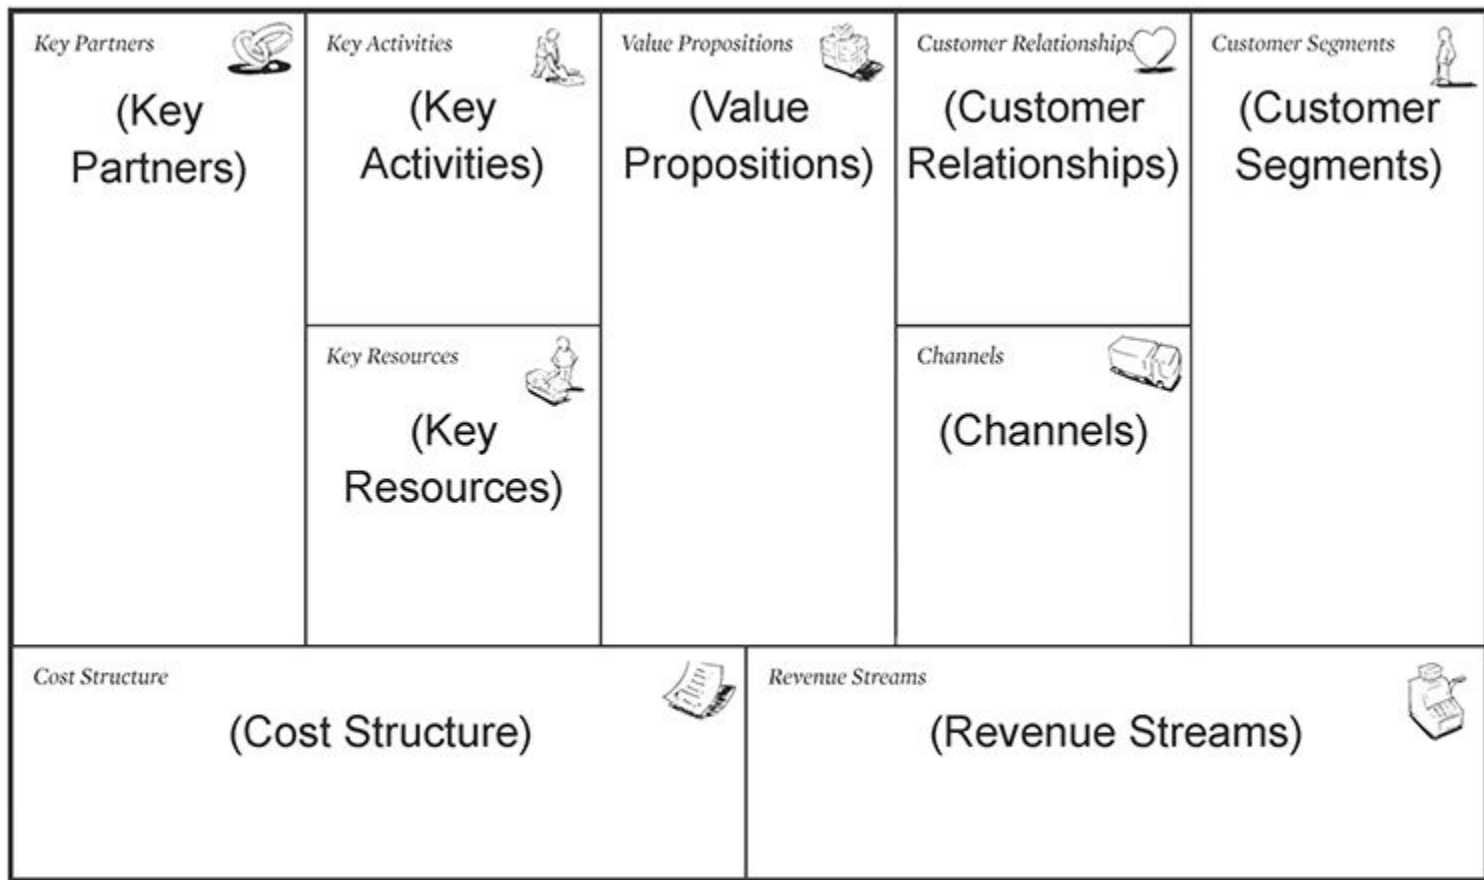 Key Partners
(Key
Partners)
Key Activities
(Key
Activities)
Key Resources
(Key
Resources)
Value Propositions
(Value
Propositions)
Customer Relationships
(Customer
Relationships)
Channels
(Channels)
Customer Segments
(Customer
Segments)
Cost Structure
(Cost Structure)
Revenue Streams
(Revenue Streams)